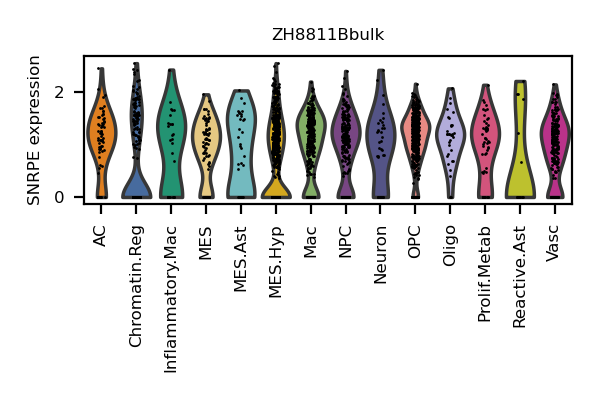 ZH8811Bbulk
SNRPE expression
2
0
AC
Chromatin.Reg
Inflammatory.Mac
MES
MES.Ast
MES.Hyp
Mac
NPC
Neuron
OPC
Oligo
Prolif.Metab
Reactive.Ast
Vasc